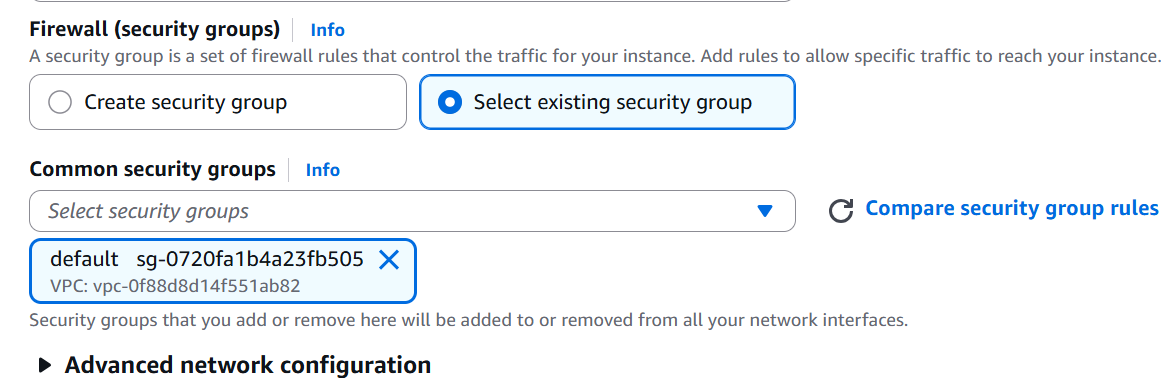 Firewall (security groups) Info
A security group is a set of firewall rules that control the traffic for your instance. Add rules to allow specific traffic to reach your instance.
Create security group Select existing security group
Common security groups Info
Select security groups Compare security group rules
default sg-0720fa1b4a23fb505
VPC: vpc-0f88d8d14f551ab82
Security groups that you add or remove here will be added to or removed from all your network interfaces.
Advanced network configuration